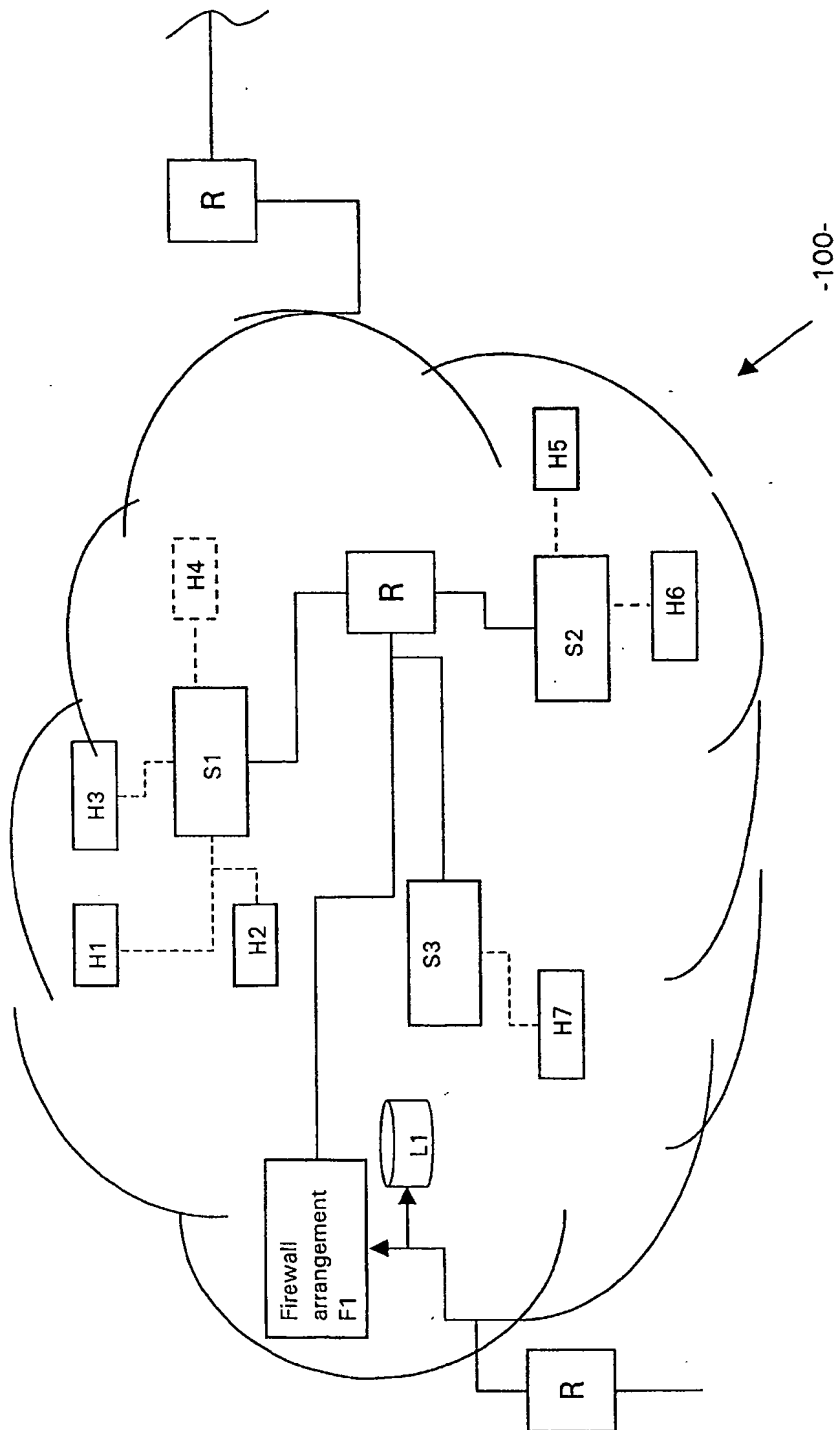 R
H3
H4
H1
S1
H2
R
H5
S3
S2
H6
H7
Firewall
arrangement
F1
L1
R
-100-